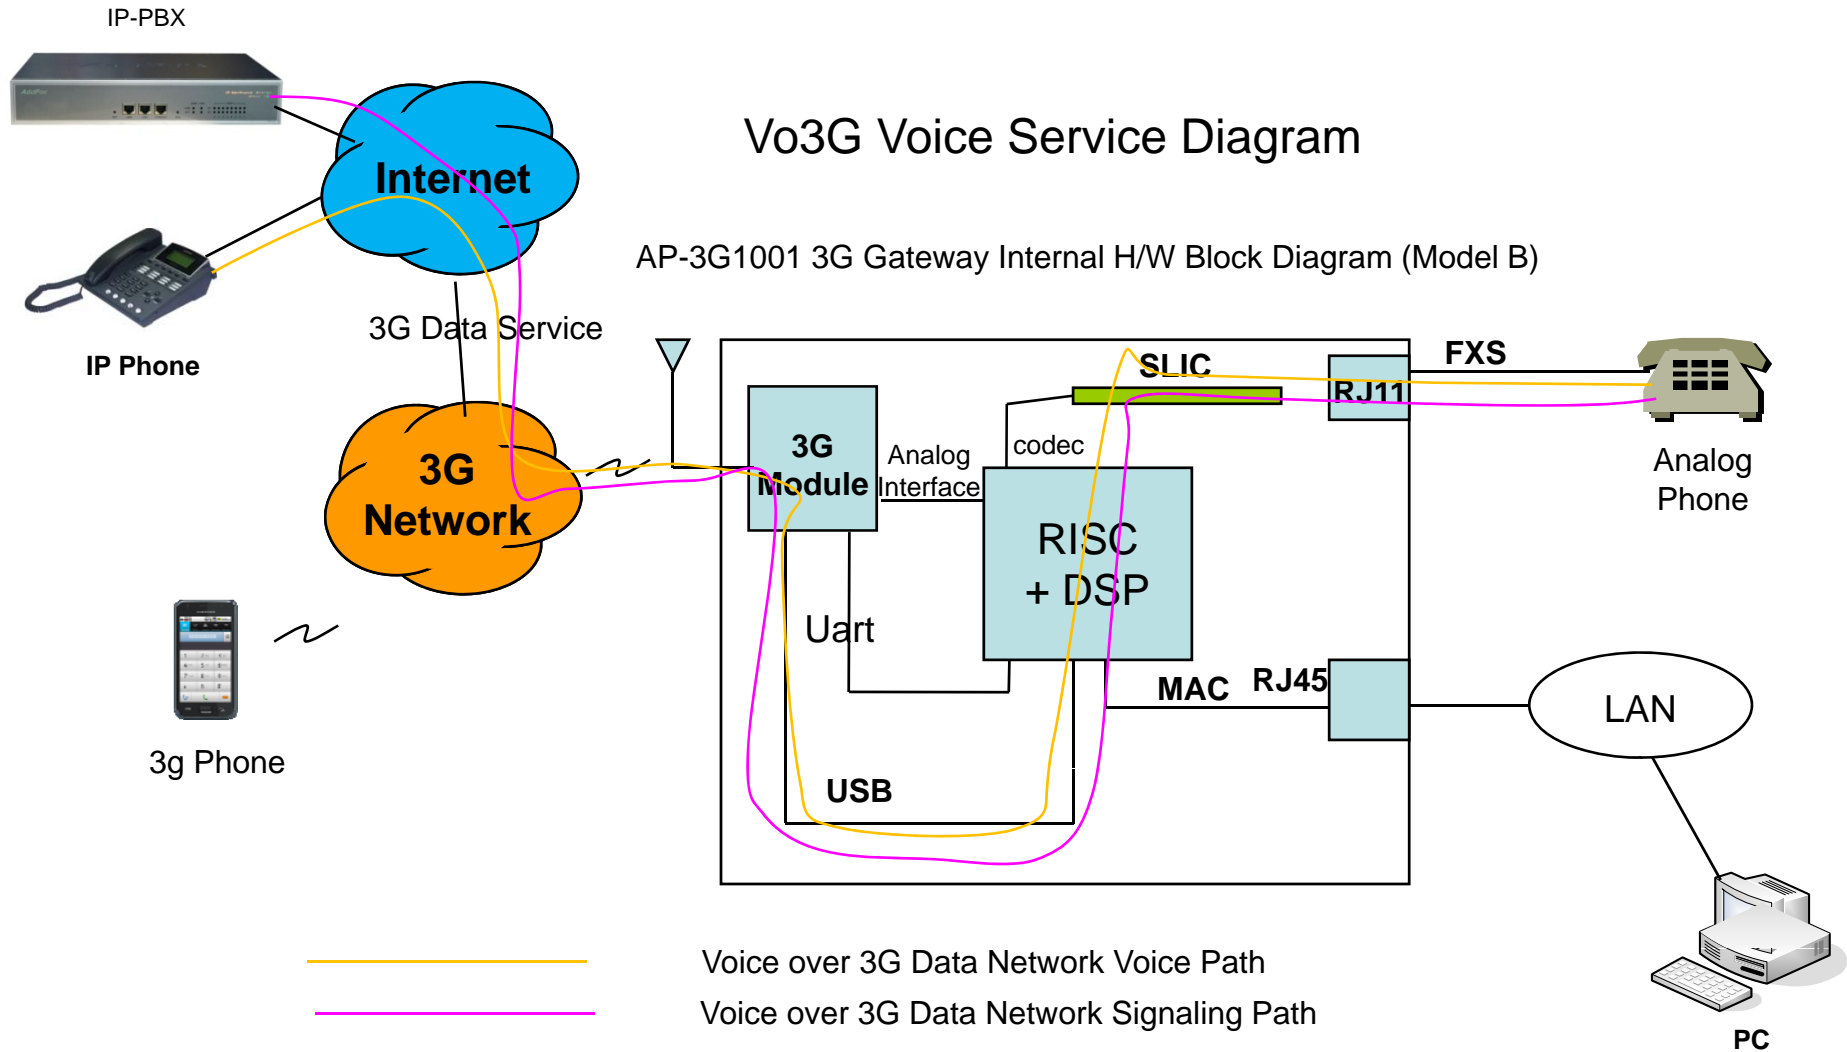 IP-PBX
Vo3G Voice Service Diagram
Internet
AP-3G1001 3G Gateway Internal H/W Block Diagram (Model B)
IP Phone
3G Data Service
SLIC
FXS
RJ11
3G
Module
Analog
Interface
codec
Analog
Phone
3G
Network
RISC
+ DSP
Uart
MAC
RJ45
LAN
3g Phone
USB
Voice over 3G Data Network Voice Path
Voice over 3G Data Network Signaling Path
PC